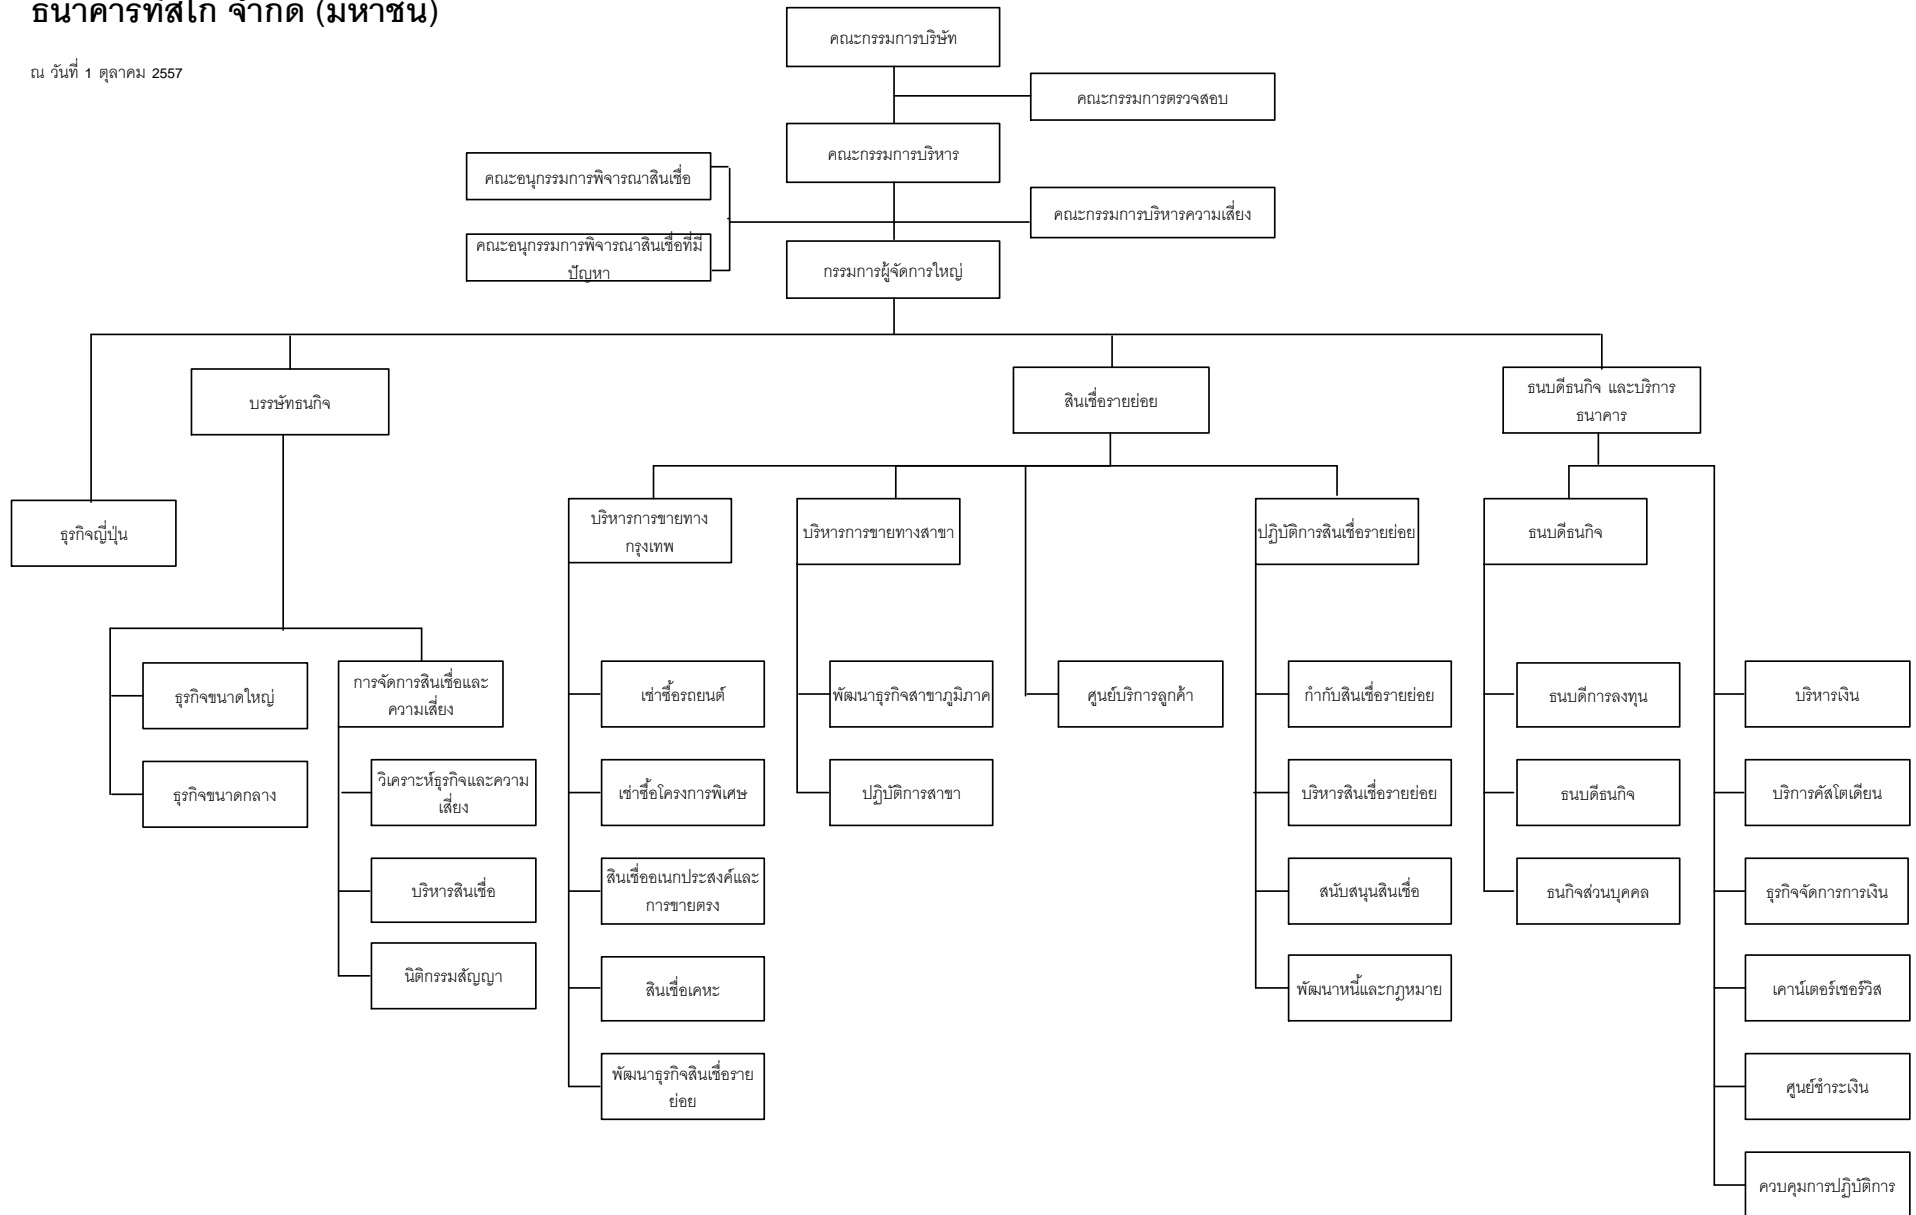 ธนาคารทิสโก้ จำกัด (มหาชน)
ณ วันที่ 1 ตุลาคม 2557
คณะกรรมการบริษัท
คณะกรรมการตรวจสอบ
คณะกรรมการบริหาร
คณะอนุกรรมการพิจารณาสินเชื่อ
คณะกรรมการบริหารความเสี่ยง
คณะอนุกรรมการพิจารณาสินเชื่อที่มี
ปัญหา
กรรมการผู้จัดการใหญ่
บรรษัทธนกิจ
สินเชื่อรายย่อย
ธนบดีธนกิจ และบริการ
ธนาคาร
ธุรกิจญี่ปุ่น
บริหารการขายทาง
กรุงเทพ
บริหารการขายทางสาขา
ปฏิบัติการสินเชื่อรายย่อย
ธนบดีธนกิจ
ธุรกิจขนาดใหญ่
การจัดการสินเชื่อและ
ความเสี่ยง
เช่าซื้อรถยนต์
พัฒนาธุรกิจสาขาภูมิภาค
ศูนย์บริการลูกค้า
กำกับสินเชื่อรายย่อย
ธนบดีการลงทุน
บริหารเงิน
ธุรกิจขนาดกลาง
วิเคราะห์ธุรกิจและความ
เสี่ยง
เช่าซื้อโครงการพิเศษ
ปฏิบัติการสาขา
บริหารสินเชื่อรายย่อย
ธนบดีธนกิจ
บริการคัสโตเดียน
บริหารสินเชื่อ
สินเชื่ออเนกประสงค์และ
การขายตรง
สนับสนุนสินเชื่อ
ธนกิจส่วนบุคคล
ธุรกิจจัดการการเงิน
นิติกรรมสัญญา
สินเชื่อเคหะ
พัฒนาหนี้และกฎหมาย
เคาน์เตอร์เซอร์วิส
พัฒนาธุรกิจสินเชื่อราย
ย่อย
ศูนย์ชำระเงิน
ควบคุมการปฏิบัติการ